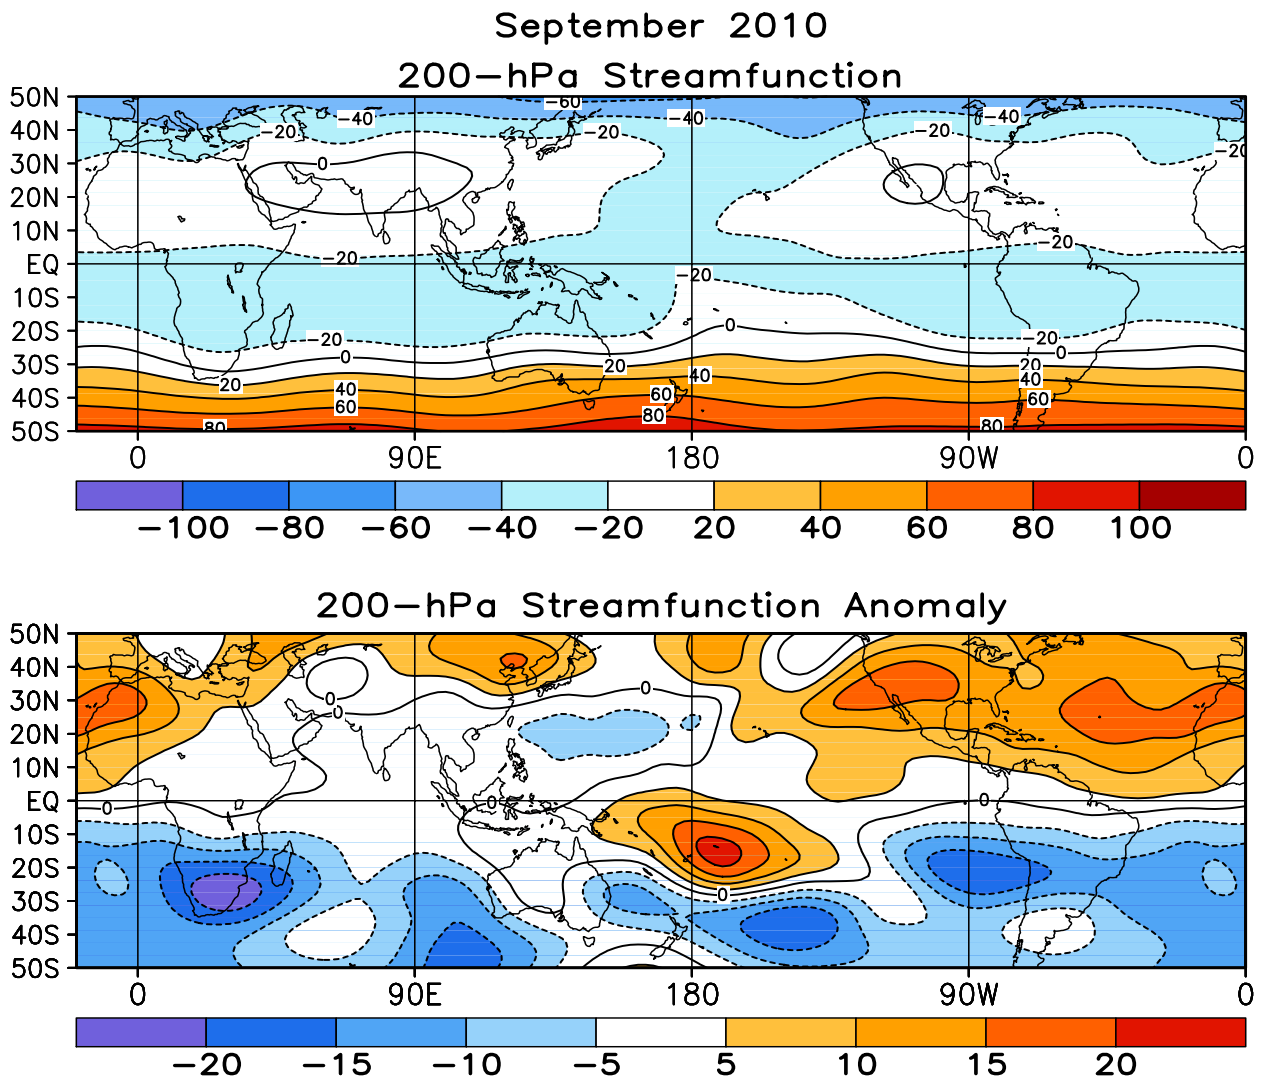 September 2010
200-hPa Streamfunction
50N
40N
30N
20N
10N
EQ
10S
20S
30S
40S
50S
-60
-40
-40
-40
-20
-20
-20
-20
0
-20
-20
-20
-20
-20
0
0
0
20
20
20
40
40
40
60
60
60
80
80
80
0 90E 180 90W 0
-100 -80 -60 -40 -20 20 40 60 80 100
200-hPa Streamfunction Anomaly
50N
40N
30N
20N
10N
EQ
10S
20S
30S
40S
50S
0
0
0
0
0
0
0
0 90E 180 90W 0
-20 -15 -10 -5 5 10 15 20